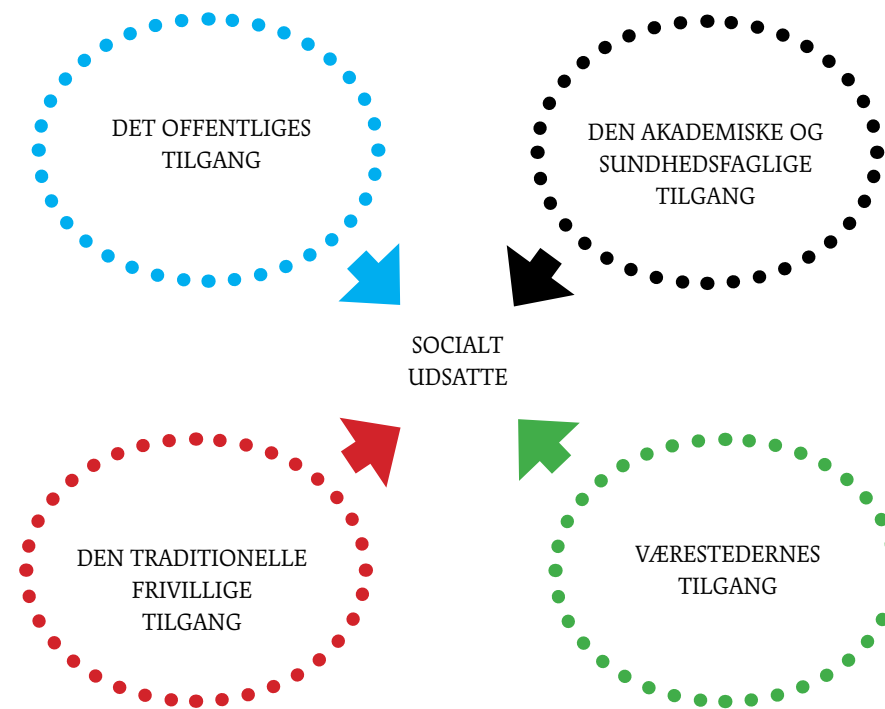 DET OFFENTLIGES
TILGANG
DEN AKADEMISKE OG
SUNDHEDSFAGLIGE
TILGANG
SOCIALT
UDSATTE
DEN TRADITIONELLE
FRIVILLIGE
TILGANG
VÆRESTEDERNES
TILGANG